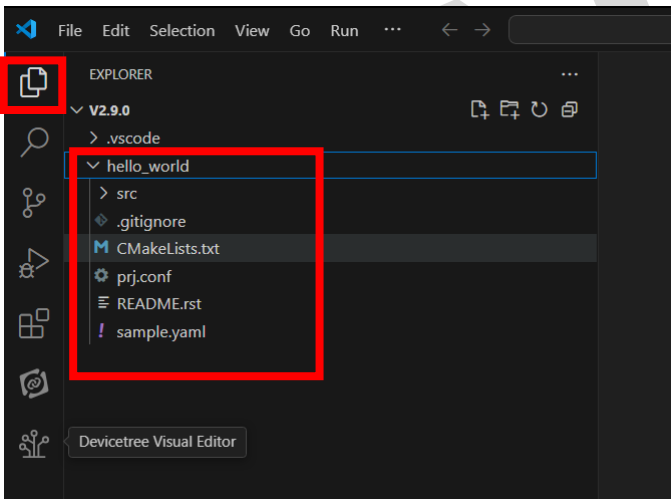 File Edit Selection View Go Run ...
EXPLORER ...
V2.9.0
.vscode
hello_world
src
.gitignore
M CMakeLists.txt
prj.conf
README.rst
! sample.yaml
Devicetree Visual Editor